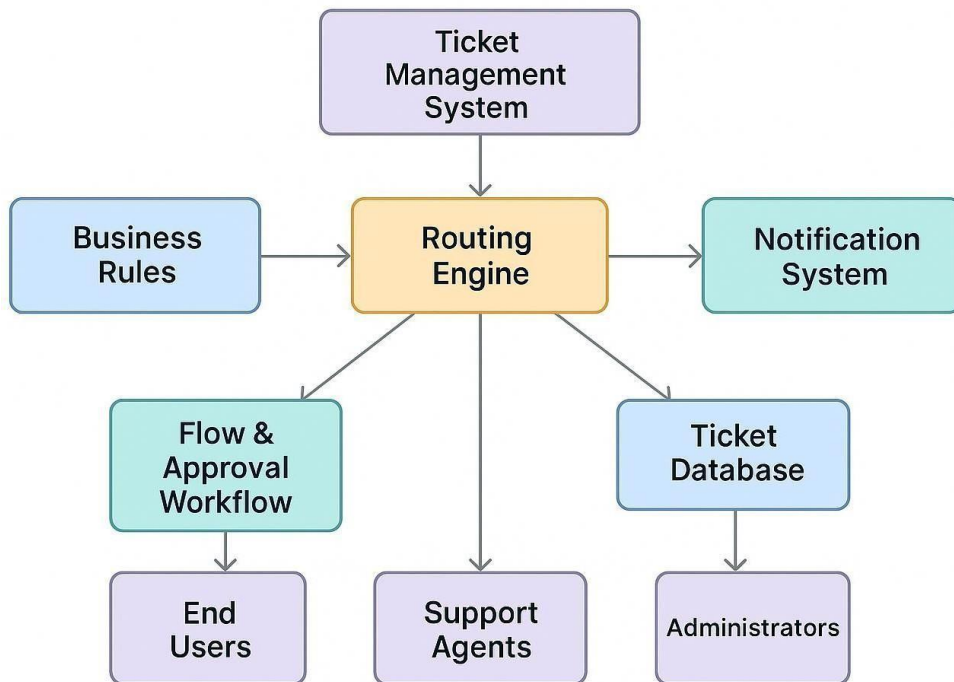 Ticket
Management
System
Business
Rules
Routing
Engine
Notification
System
Flow &
Approval
Workflow
Ticket
Database
End
Users
Support
Agents
Administrators